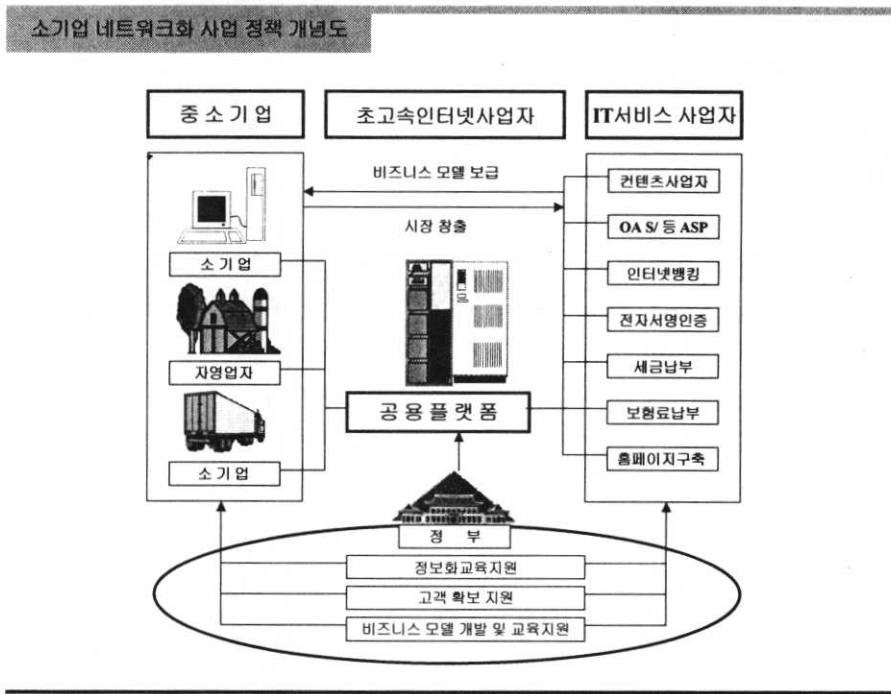 소기업 네트워크화 사업 정책 개념도
중소기업
초고속인터넷사업자
IT서비스 사업자
비즈니스 모델 보급
시장 창출
소기업
자영업자
소기업
공용플랫폼
컨텐츠사업자
OA S/ 등 ASP
인터넷뱅킹
전자서명인증
세금납부
보험료납부
홈페이지구축
정 부
정보화교육지원
고객 확보 지원
비즈니스 모델 개발 및 교육지원